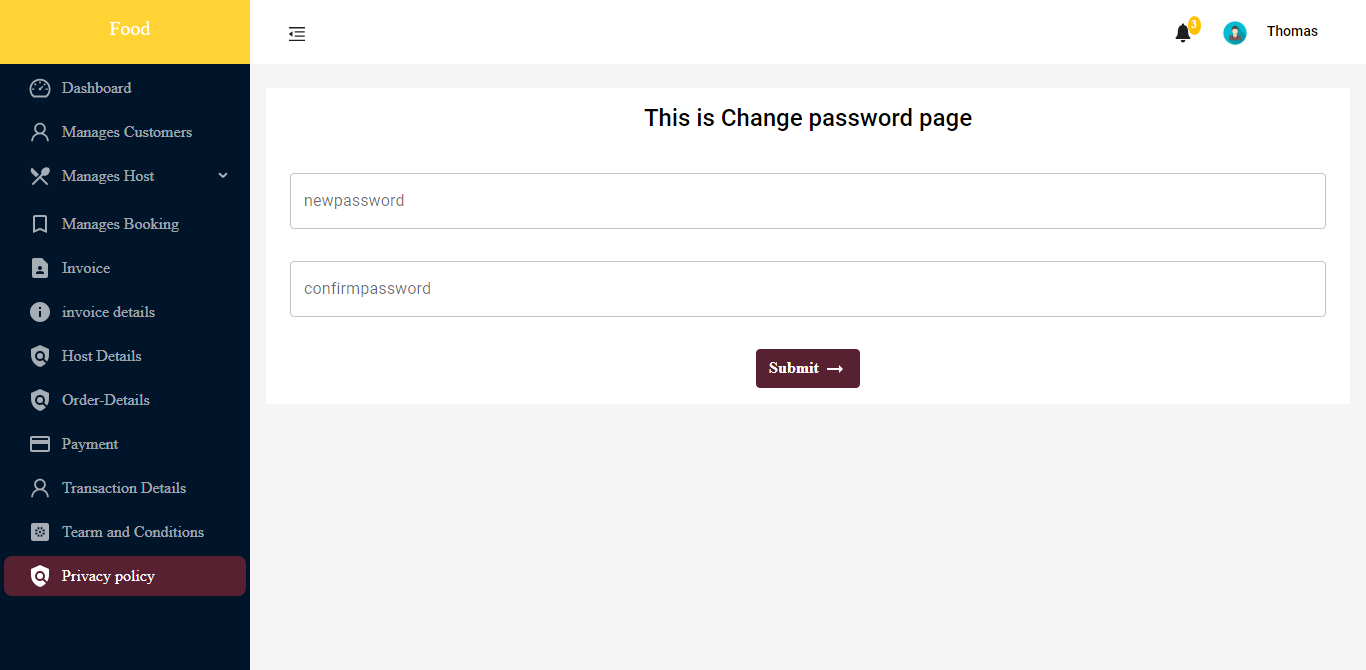 Food
3
Thomas
Dashboard
Manages Customers
Manages Host
Manages Booking
Invoice
invoice details
Host Details
Order-Details
Payment
Transaction Details
Tearm and Conditions
Privacy policy
This is Change password page
newpassword
confirmpassword
Submit →